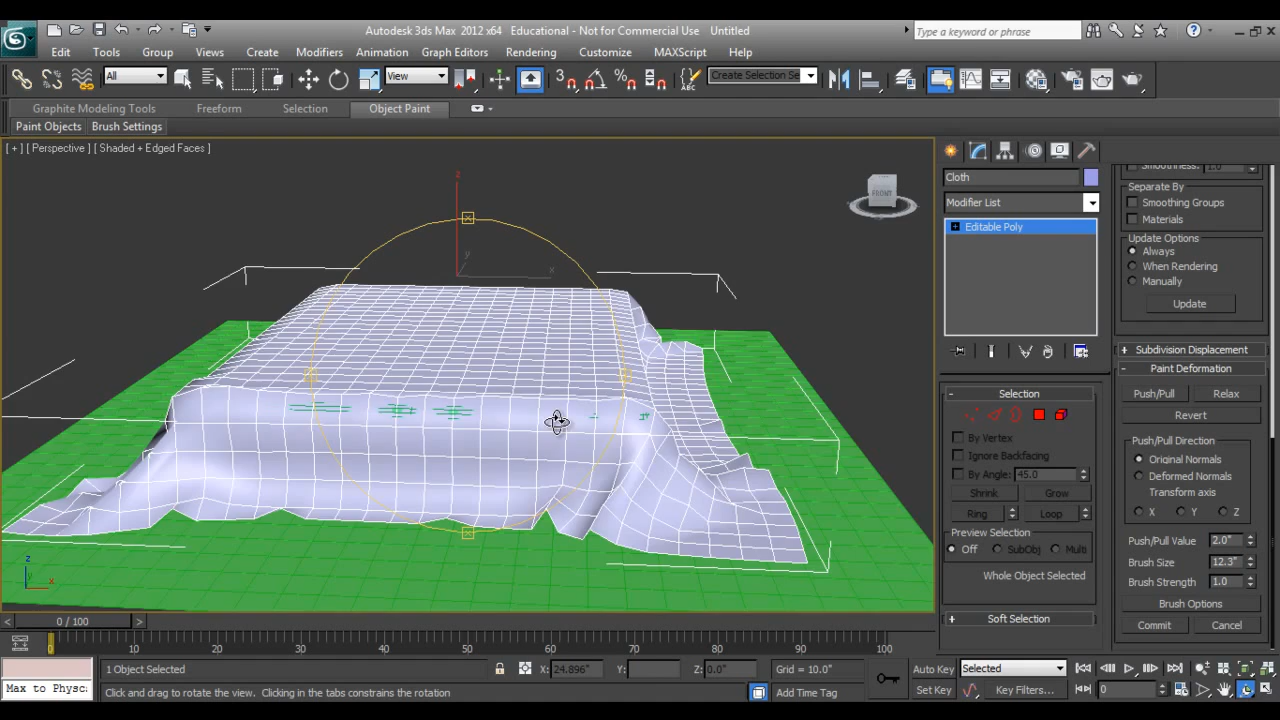 Autodesk 3ds Max 2012 x64 Educational - Not for Commercial Use Untitled
Type a keyword or phrase
Edit Tools Group Views Create Modifiers Animation Graph Editors Rendering Customize MAXScript Help
All View Create Selection Se
Graphite Modeling Tools Freeform Selection Object Paint
Paint Objects Brush Settings
[ + ] [ Perspective ] [ Shaded + Edged Faces ]
z
y
x
FRONT
z
x
Cloth
Modifier List
Editable Poly
Selection
By Vertex
Ignore Backfacing
By Angle: 45.0
Shrink Grow
Ring Loop
Preview Selection
Off SubObj Multi
Whole Object Selected
Soft Selection
Smoothness: 1.0
Separate By
Smoothing Groups
Materials
Update Options
Always
When Rendering
Manually
Update
Subdivision Displacement
Paint Deformation
Push/Pull Relax
Revert
Push/Pull Direction
Original Normals
Deformed Normals
Transform axis
X Y Z
Push/Pull Value 2.0"
Brush Size 12.3"
Brush Strength 1.0
Brush Options
Commit Cancel
0 / 100
0 10 20 30 40 50 60 70 80 90 100
1 Object Selected X: 24.896" Y: Z: 0.0" Grid = 10.0" Auto Key Selected
Max to Physc
Click and drag to rotate the view. Clicking in the tabs constrains the rotation Add Time Tag Set Key Key Filters... 0